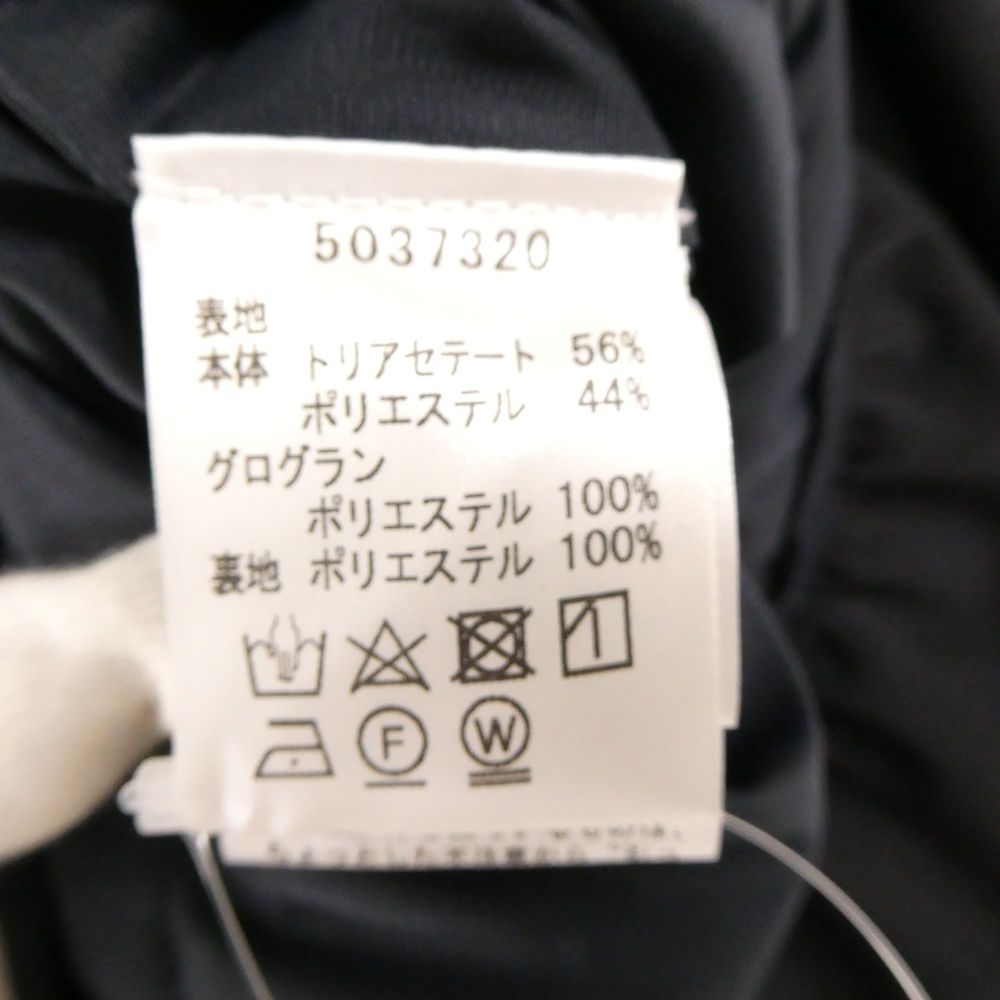 5037320
表地
本体 トリアセテート 56%
ポリエステル 44%
グログラン
ポリエステル 100%
裏地 ポリエステル 100%
F W